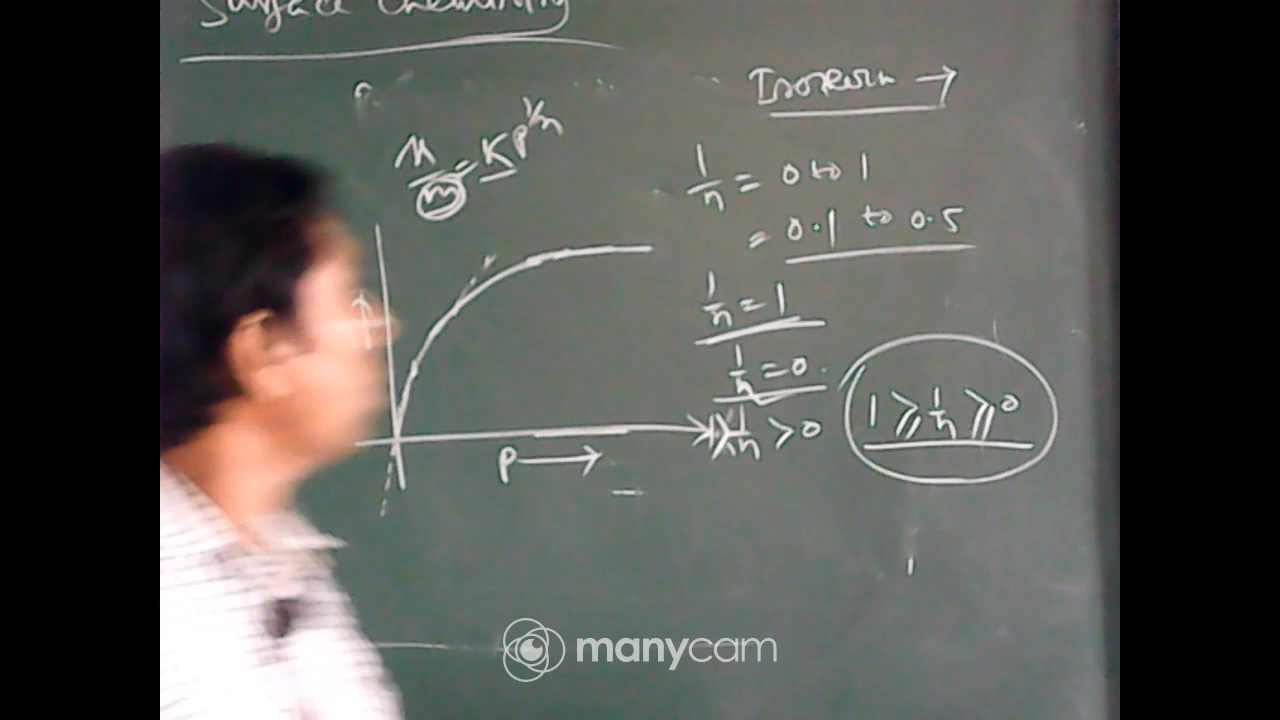 Surface Chemistry
Isotherm →
x/m = K P^1/n
1/n = 0 to 1
= 0.1 to 0.5
1/n = 1
1/n = 0.
1 > 1/n > 0
1 ≥ 1/n ≥ 0
P →
manycam